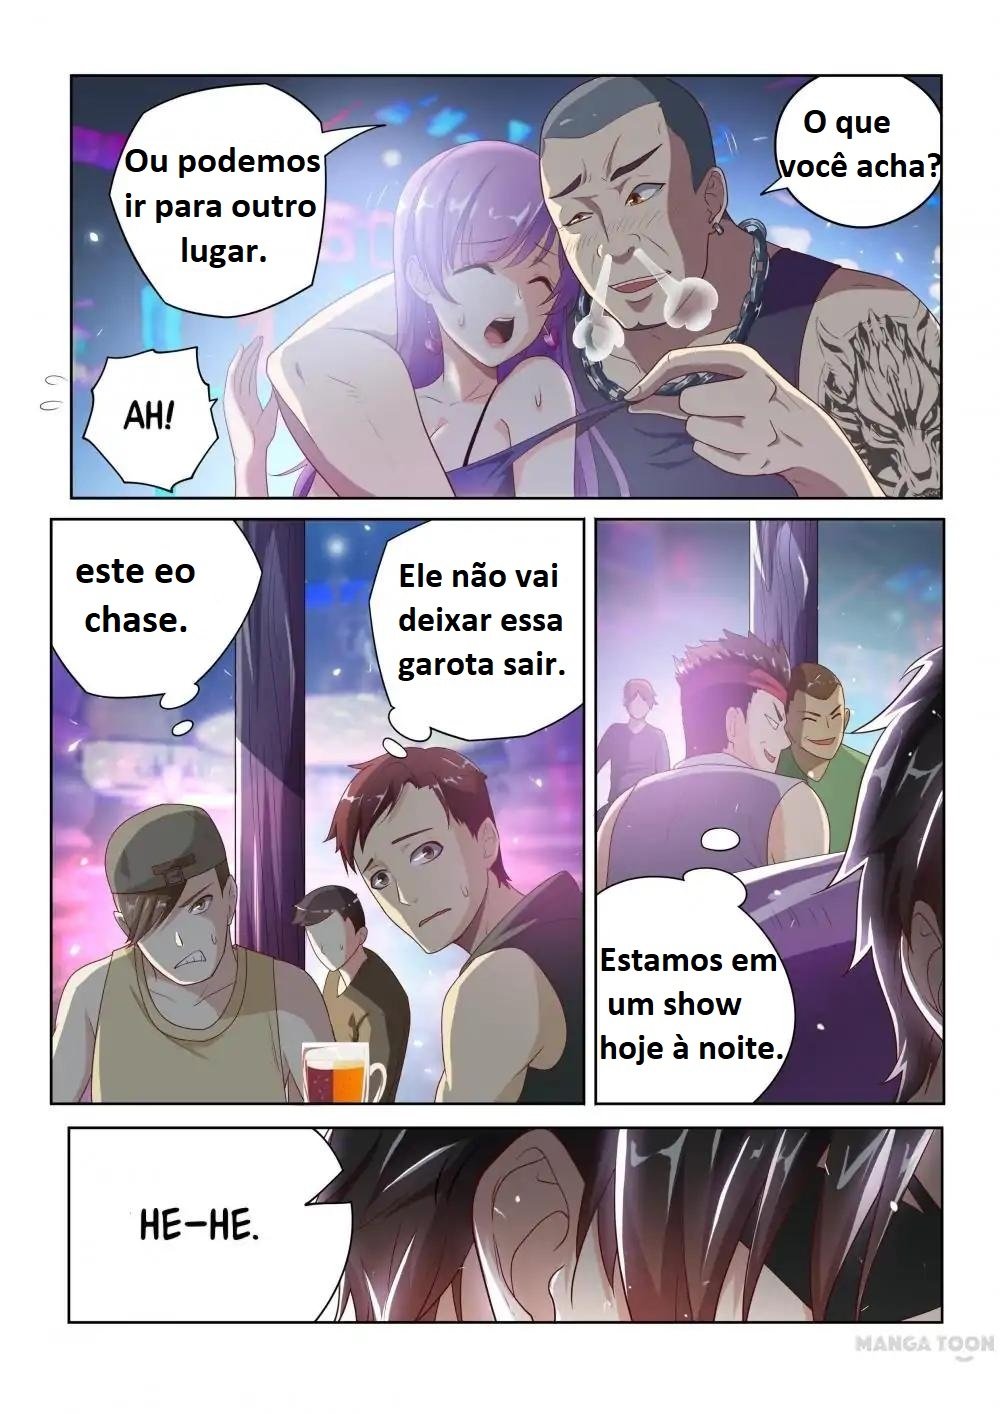 Ou podemos
ir para outro
lugar.
O que
você acha?
AH!
este eo
chase.
Ele não vai
deixar essa
garota sair.
Estamos em
um show
hoje à noite.
HE-HE.
MANGA TOON